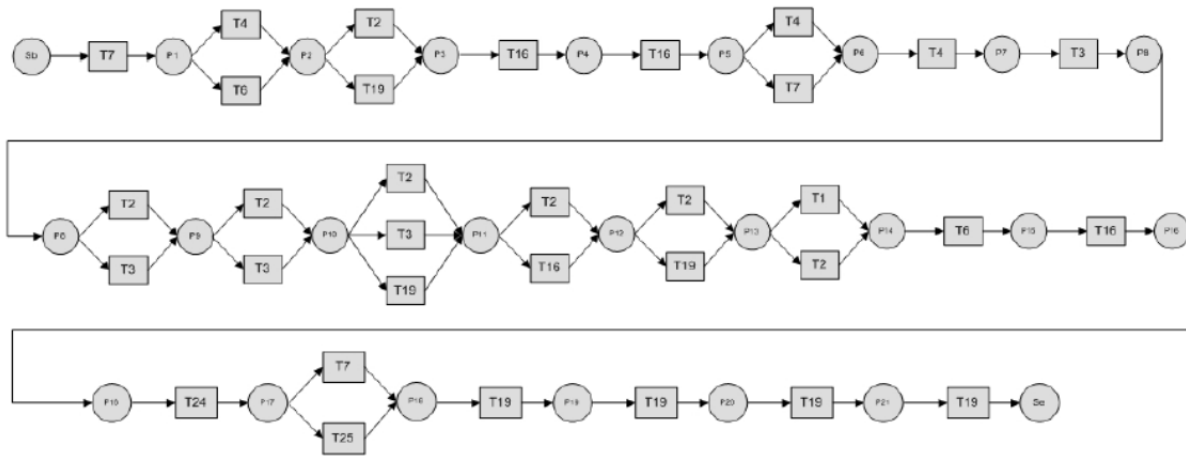 T4 T2 T4
Sb T7 P1 P2 P3 T16 P4 T16 P5 P6 T4 P7 T3 P8
T6 T19 T7
T2
T2 T2 T2 T2 T1
P8 P9 P10 T3 P11 P12 P13 P14 T6 P15 T16 P16
T3 T3 T16 T19 T2
T19
T7
P16 T24 P17 P18 T19 P19 T19 P20 T19 P21 T19 Se
T25